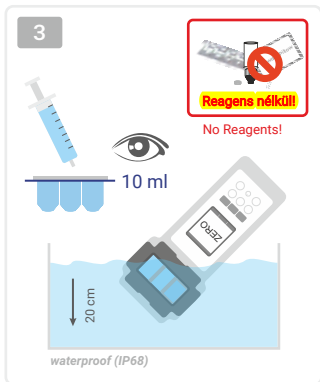 3
Reagens nélkül!
No Reagents!
10 ml
ZERO
20 cm
waterproof (IP68)